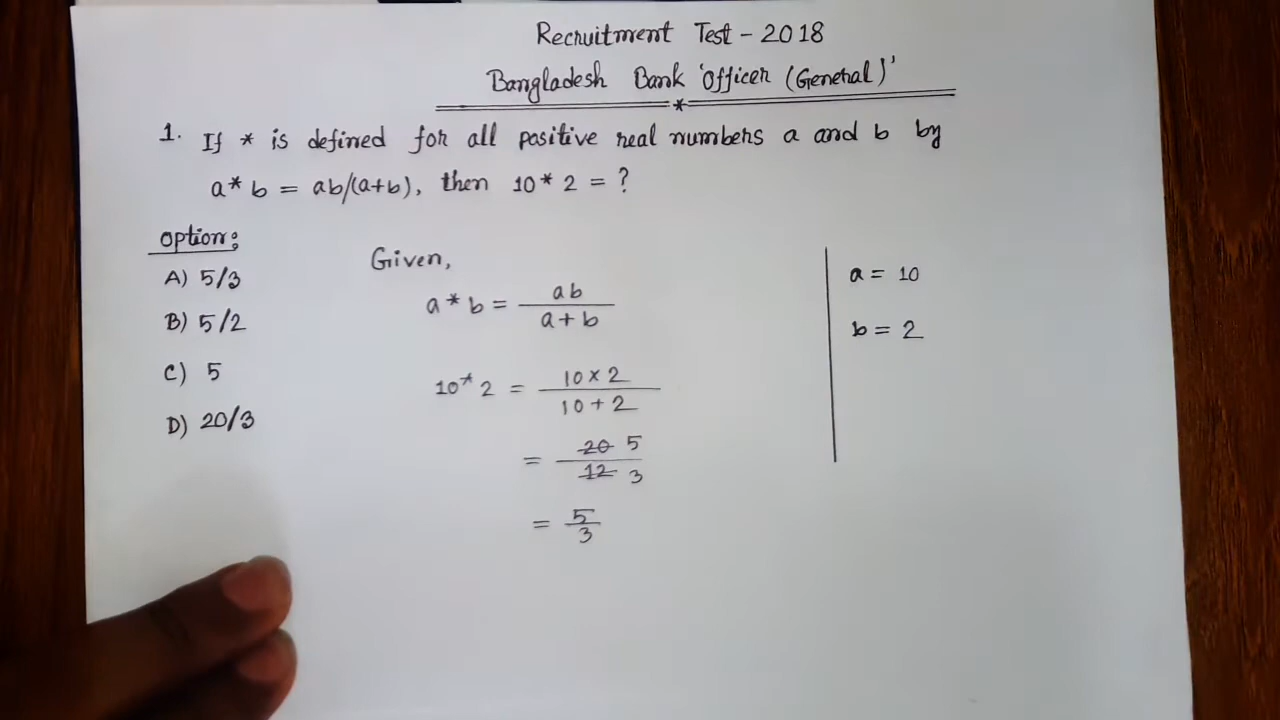 Recruitment Test - 2018
Bangladesh Bank 'Officer (General)'
*
1. If * is defined for all positive real numbers a and b by
a* b = ab/(a+b), then 10 * 2 = ?
Option:
A) 5/3
B) 5/2
C) 5
D) 20/3
Given,
a * b = ab / a + b
10 * 2 = 10 × 2 / 10 + 2
= 20 5 / 12 3
= 5 / 3
a = 10
b = 2